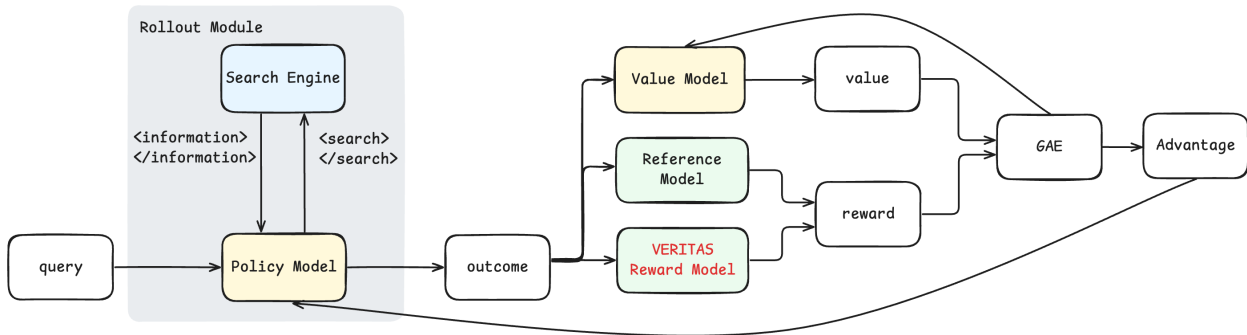 Rollout Module
Search Engine
<information>
</information>
<search>
</search>
query
Policy Model
outcome
Value Model
value
Reference
Model
VERITAS
Reward Model
reward
GAE
Advantage